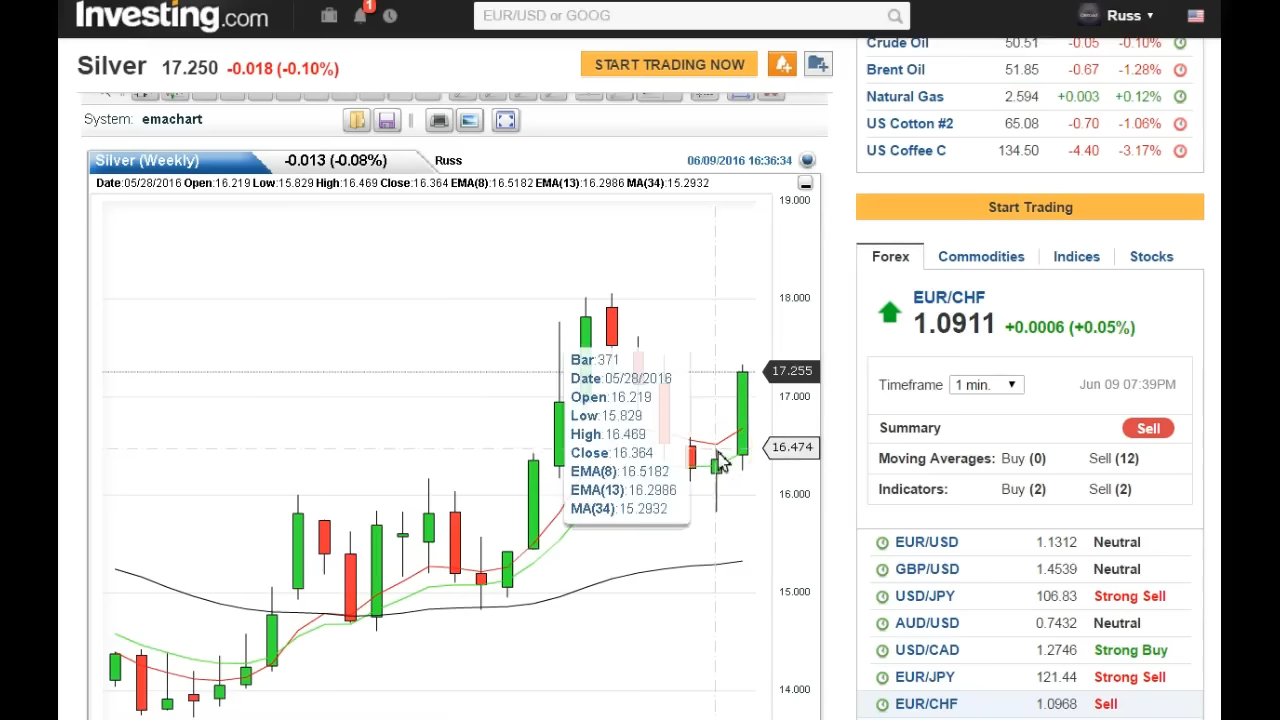 Investing.com
1
EUR/USD or GOOG
Russ ▼
Silver 17.250 -0.018 (-0.10%)
START TRADING NOW
System: emachart
Silver (Weekly) -0.013 (-0.08%) Russ 06/09/2016 16:36:34
Date:05/28/2016 Open:16.219 Low:15.829 High:16.469 Close:16.364 EMA(8):16.5182 EMA(13):16.2986 MA(34):15.2932
19.000
18.000
17.255
17.000
16.474
16.000
15.000
14.000
Bar:371
Date:05/28/2016
Open:16.219
Low:15.829
High:16.469
Close:16.364
EMA(8):16.5182
EMA(13):16.2986
MA(34):15.2932
Crude Oil 50.51 -0.05 -0.10%
Brent Oil 51.85 -0.67 -1.28%
Natural Gas 2.594 +0.003 +0.12%
US Cotton #2 65.08 -0.70 -1.06%
US Coffee C 134.50 -4.40 -3.17%
Start Trading
Forex Commodities Indices Stocks
EUR/CHF
1.0911 +0.0006 (+0.05%)
Timeframe 1 min. ▼ Jun 09 07:39PM
Summary Sell
Moving Averages: Buy (0) Sell (12)
Indicators: Buy (2) Sell (2)
EUR/USD 1.1312 Neutral
GBP/USD 1.4539 Neutral
USD/JPY 106.83 Strong Sell
AUD/USD 0.7432 Neutral
USD/CAD 1.2746 Strong Buy
EUR/JPY 121.44 Strong Sell
EUR/CHF 1.0968 Sell